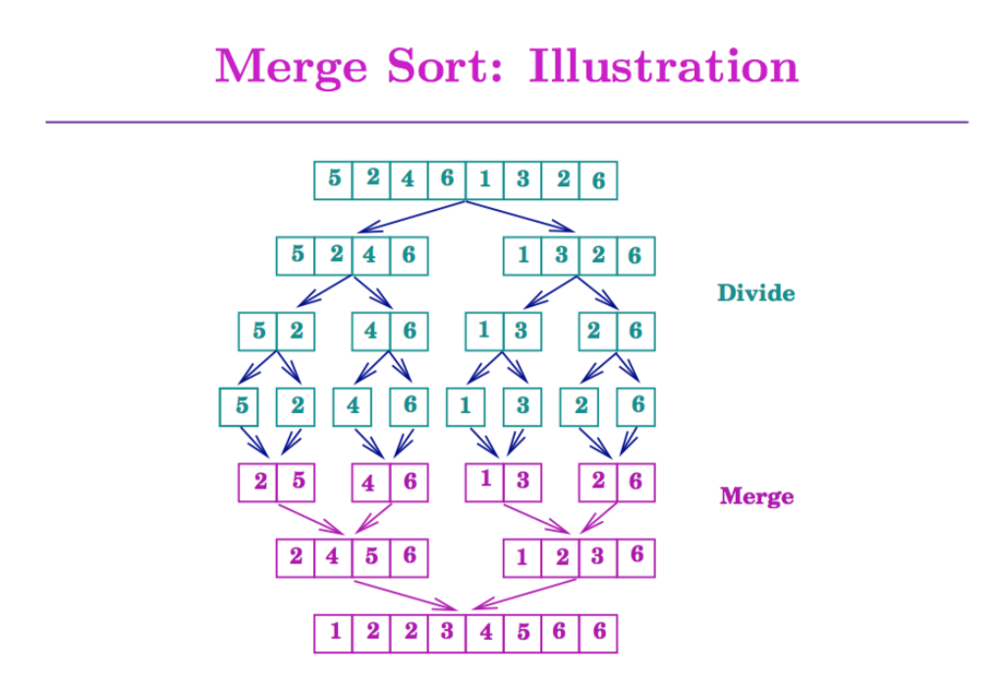 Merge Sort: Illustration
5 2 4 6 1 3 2 6
5 2 4 6 1 3 2 6
Divide
5 2 4 6 1 3 2 6
5 2 4 6 1 3 2 6
2 5 4 6 1 3 2 6
Merge
2 4 5 6 1 2 3 6
1 2 2 3 4 5 6 6